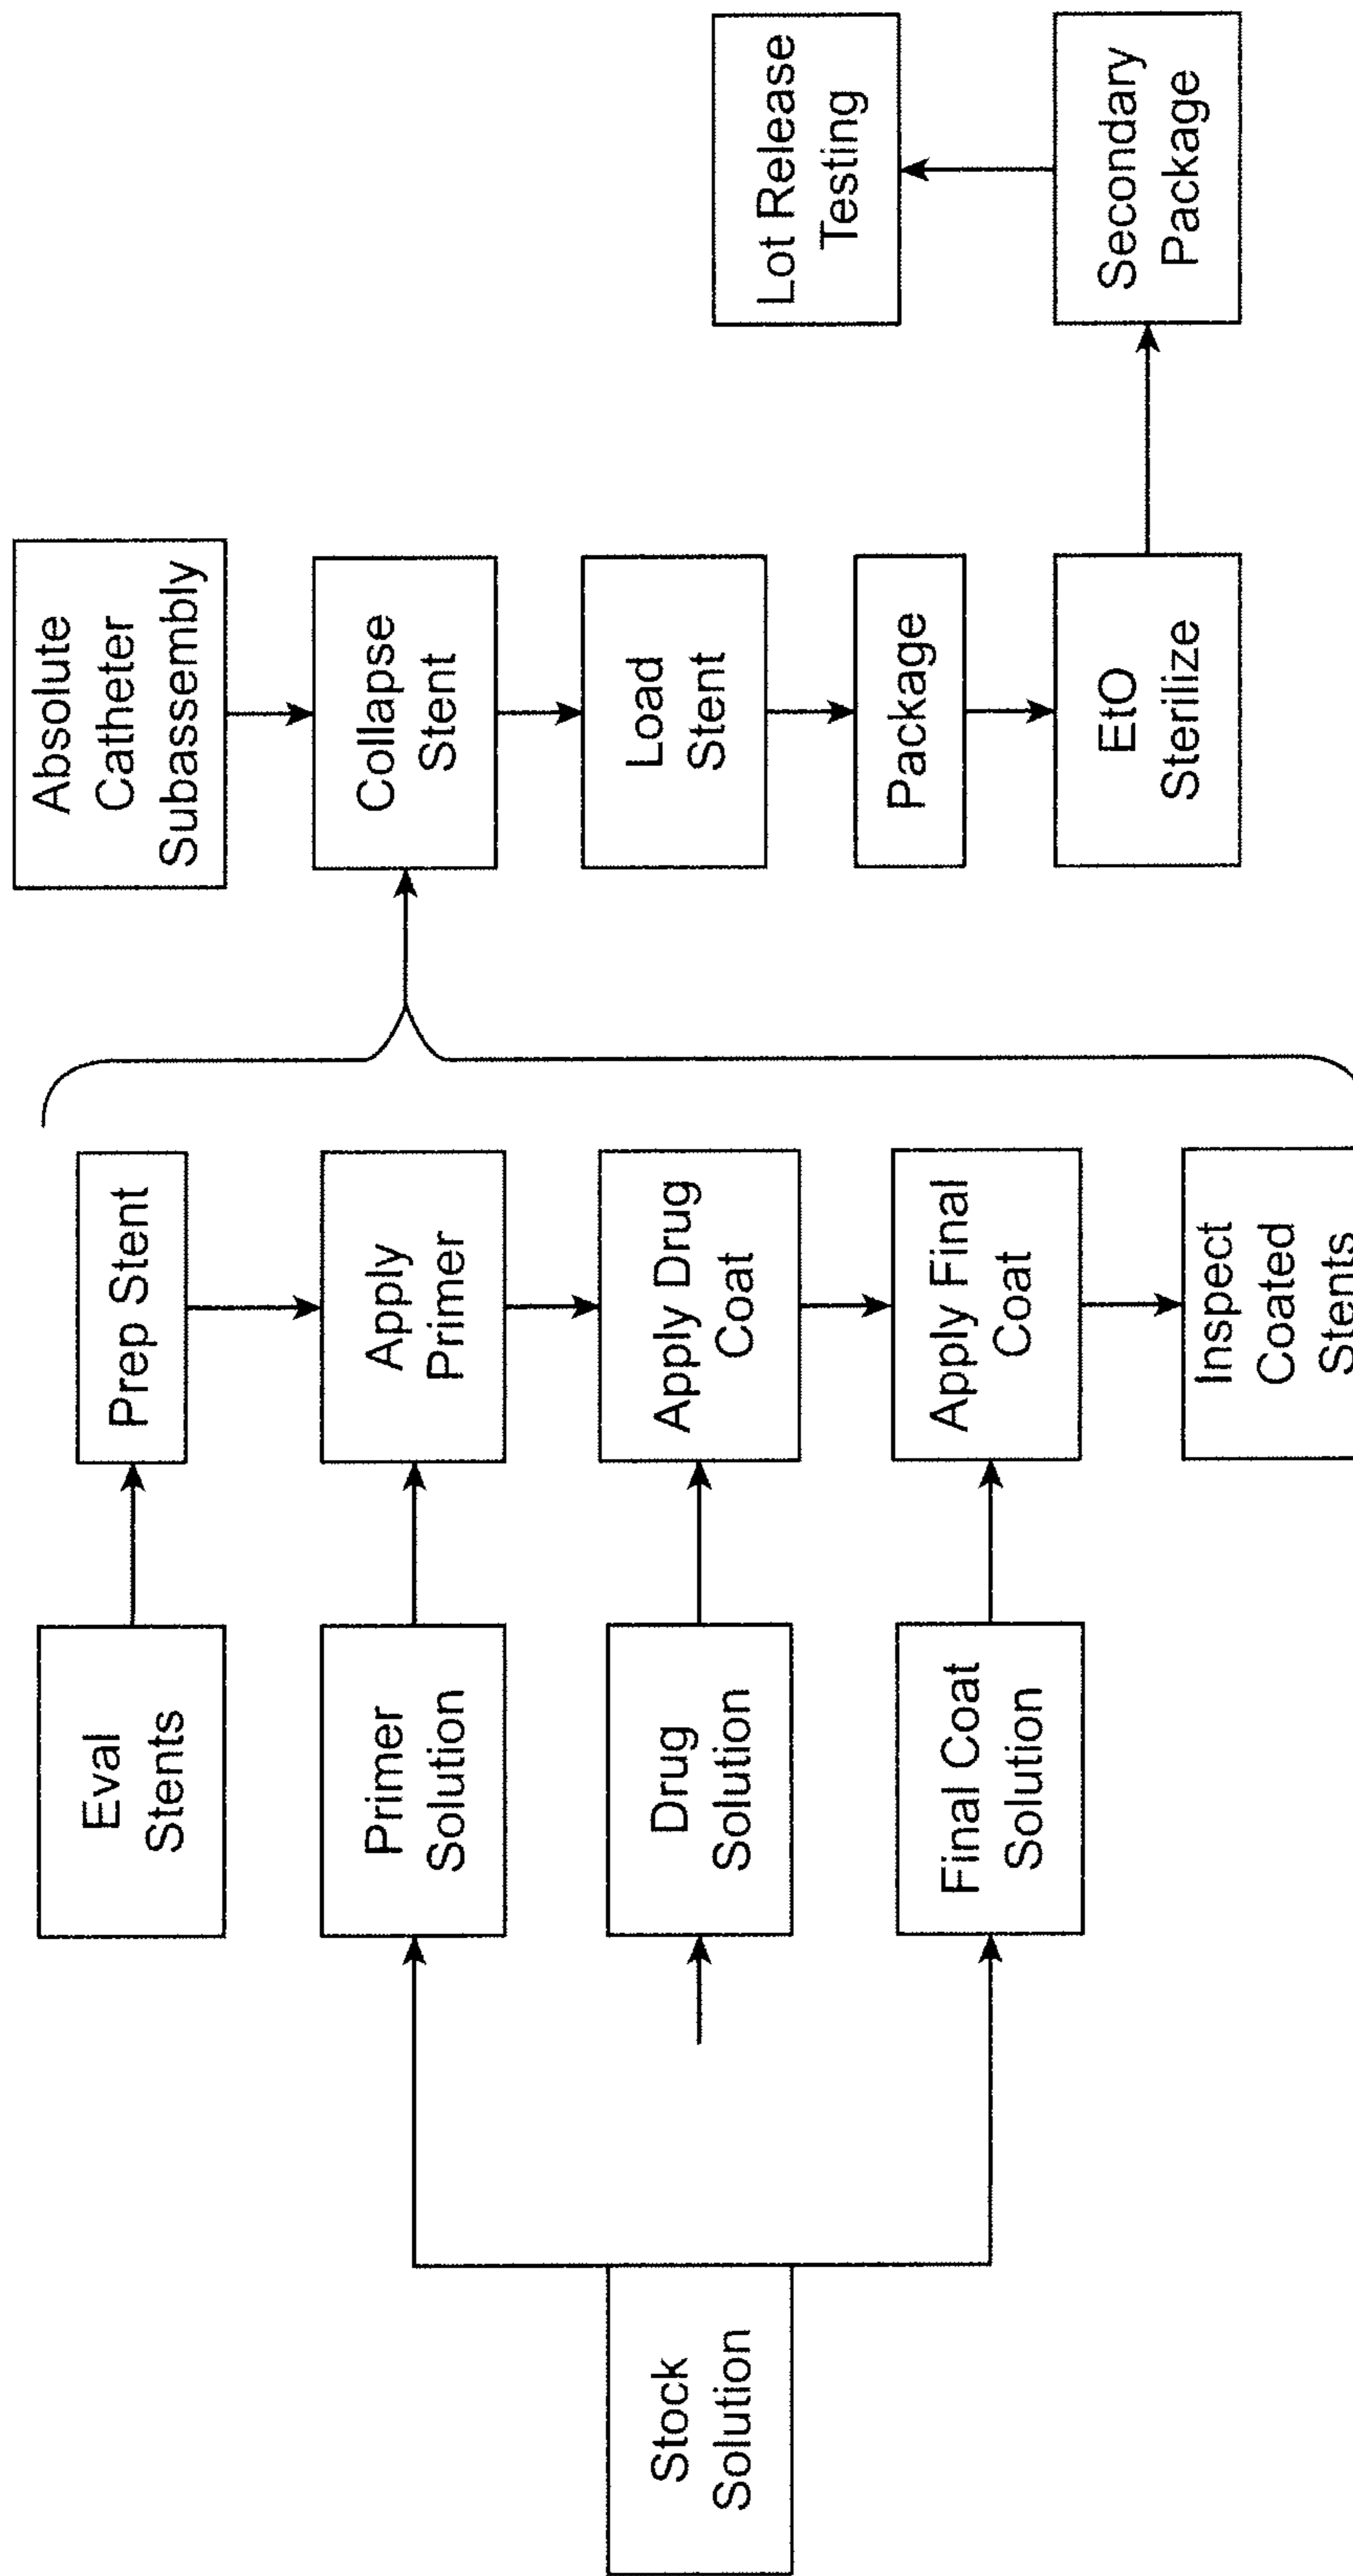 Stock
Solution
Eval
Stents
Primer
Solution
Drug
Solution
Final Coat
Solution
Prep Stent
Apply
Primer
Apply Drug
Coat
Apply Final
Coat
Inspect
Coated
Stents
Absolute
Catheter
Subassembly
Collapse
Stent
Load
Stent
Package
EtO
Sterilize
Lot Release
Testing
Secondary
Package